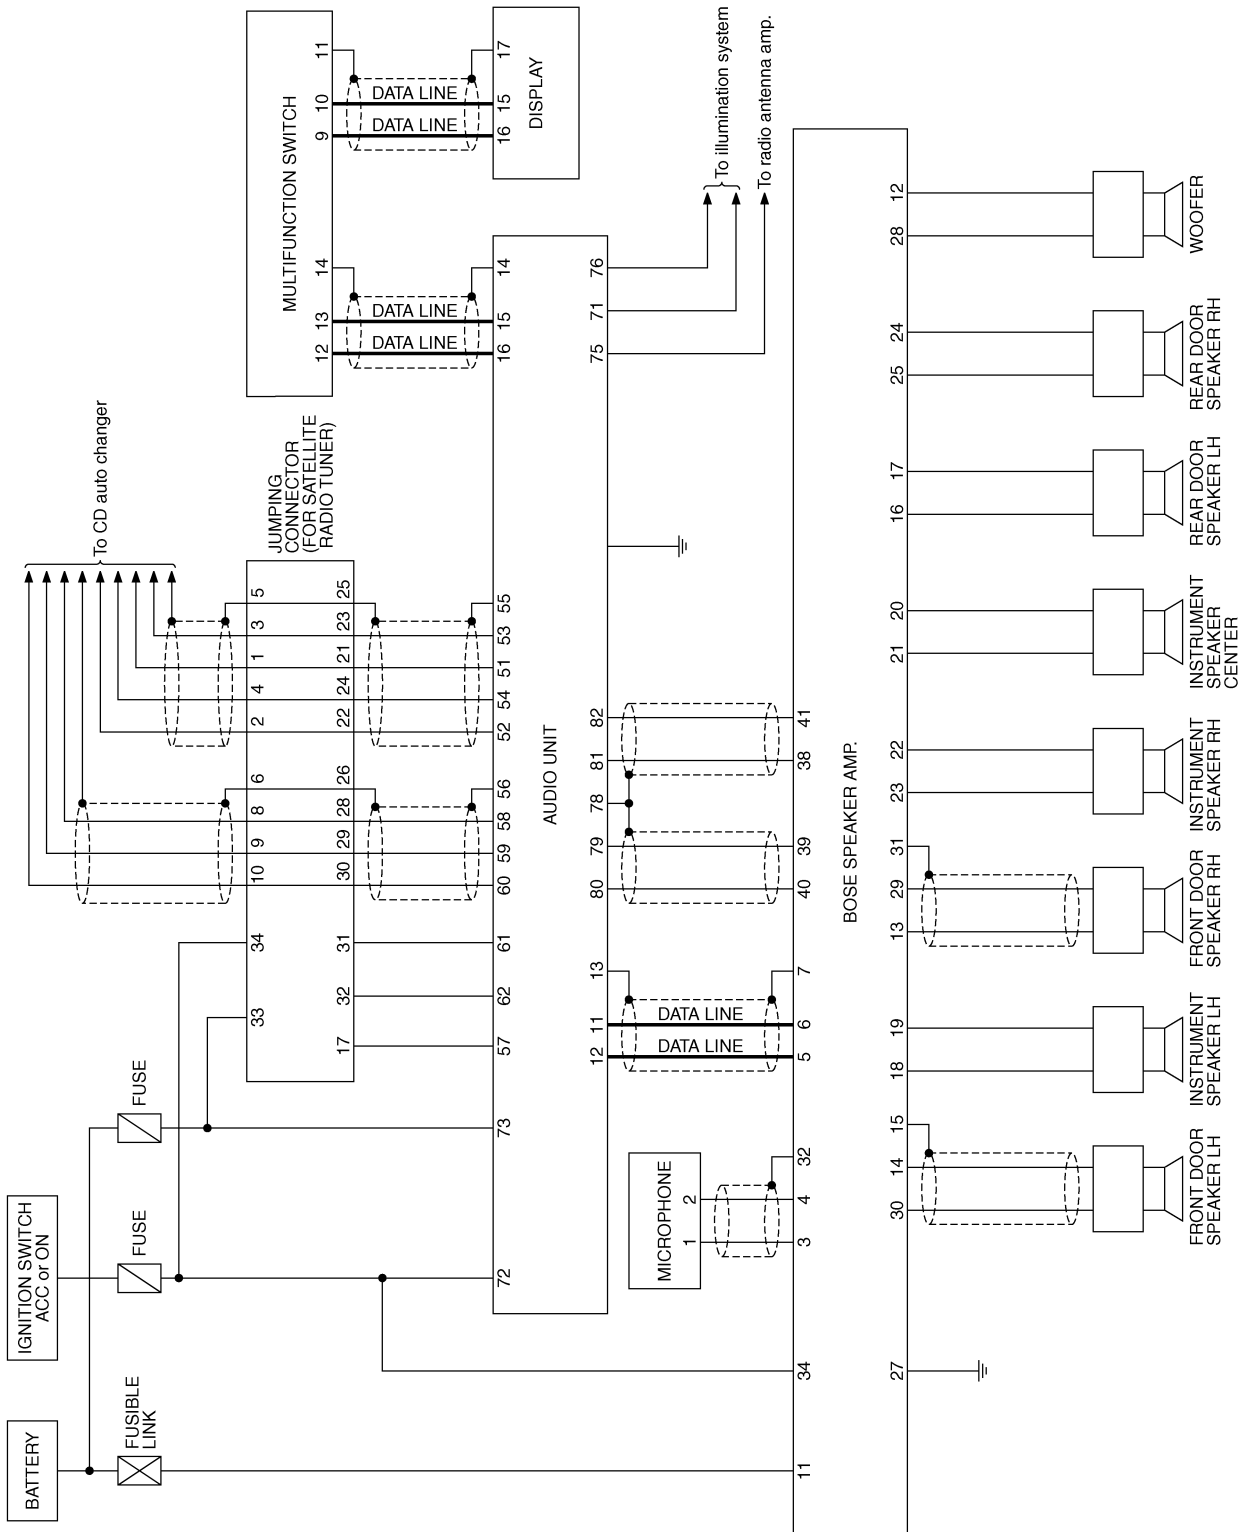 BATTERY
IGNITION SWITCH
ACC or ON
FUSIBLE
LINK
FUSE
FUSE
To CD auto changer
34
33
10
9
8
6
2
4
1
3
5
17
32
31
30
29
28
26
22
24
21
23
25
JUMPING
CONNECTOR
(FOR SATELLITE
RADIO TUNER)
MULTIFUNCTION SWITCH
12
13
14
9
10
11
DATA LINE
DATA LINE
DATA LINE
DATA LINE
16
15
17
DISPLAY
72
73
57
62
61
60
59
58
56
52
54
51
53
55
16
15
14
AUDIO UNIT
12
11
13
80
79
78
81
82
75
71
76
To illumination system
To radio antenna amp.
MICROPHONE
1
2
DATA LINE
DATA LINE
11
34
3
4
32
5
6
7
40
39
38
41
BOSE SPEAKER AMP.
27
30
14
15
18
19
13
29
31
23
22
21
20
16
17
25
24
28
12
FRONT DOOR
SPEAKER LH
INSTRUMENT
SPEAKER LH
FRONT DOOR
SPEAKER RH
INSTRUMENT
SPEAKER RH
INSTRUMENT
SPEAKER
CENTER
REAR DOOR
SPEAKER LH
REAR DOOR
SPEAKER RH
WOOFER